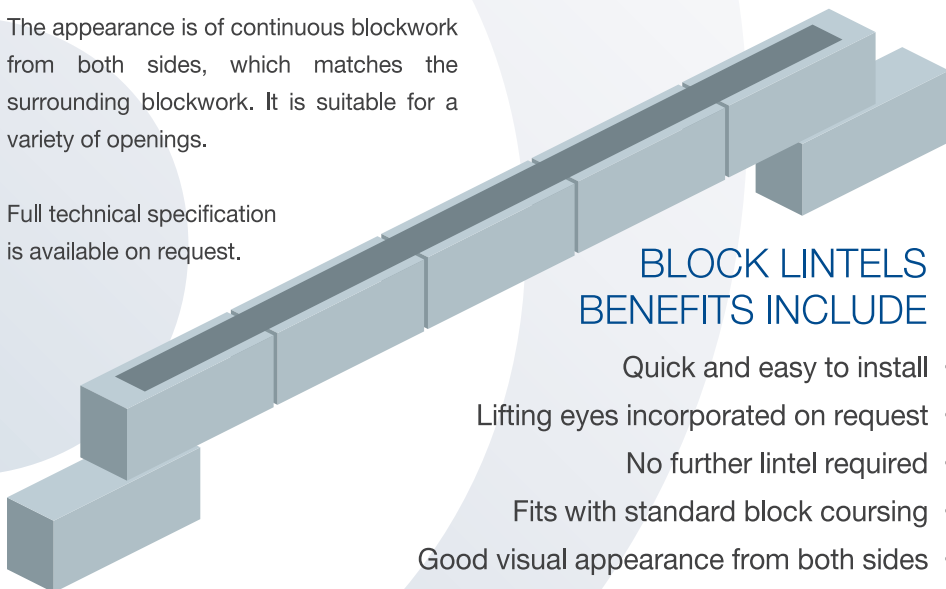 The appearance is of continuous blockwork
from both sides, which matches the
surrounding blockwork. It is suitable for a
variety of openings.
Full technical specification
is available on request.
BLOCK LINTELS
BENEFITS INCLUDE
Quick and easy to install
Lifting eyes incorporated on request
No further lintel required
Fits with standard block coursing
Good visual appearance from both sides